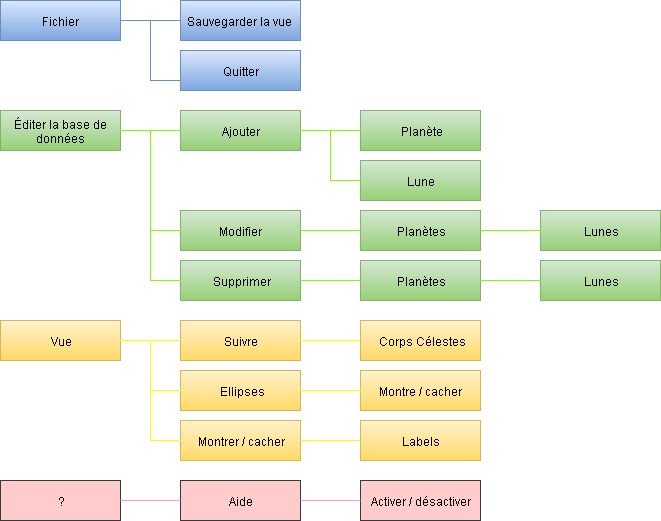 Fichier
Sauvegarder la vue
Quitter
Éditer la base de
données
Ajouter
Planète
Lune
Modifier
Planètes
Lunes
Supprimer
Planètes
Lunes
Vue
Suivre
Corps Célestes
Ellipses
Montre / cacher
Montrer / cacher
Labels
?
Aide
Activer / désactiver